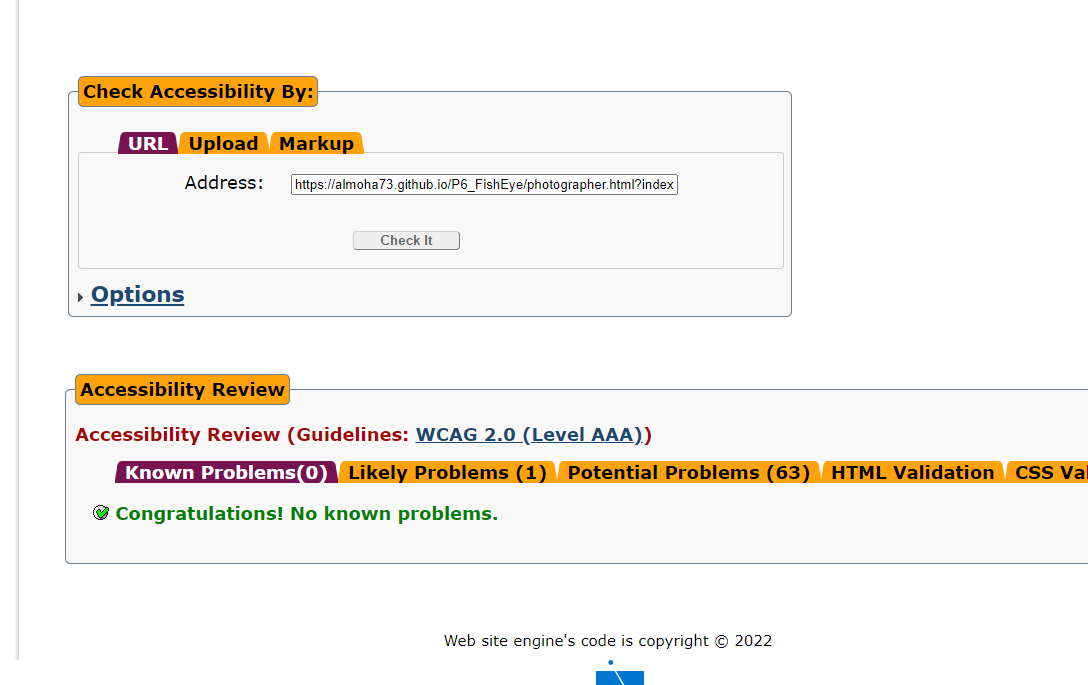 Check Accessibility By:
URL Upload Markup
Address: https://almoha73.github.io/P6_FishEye/photographer.html?index
Check It
Options
Accessibility Review
Accessibility Review (Guidelines: WCAG 2.0 (Level AAA))
Known Problems(0) Likely Problems (1) Potential Problems (63) HTML Validation CSS
Congratulations! No known problems.
Web site engine's code is copyright © 2022